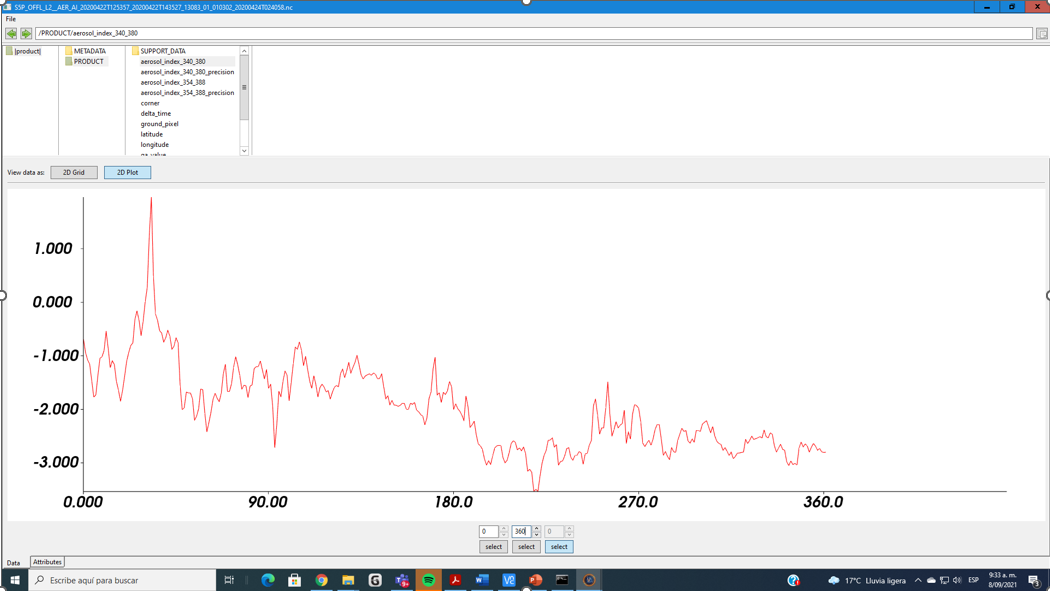 S5P_OFFL_L2__AER_AI_20200422T125357_20200422T143527_13083_01_010302_20200424T024058.nc
File
/PRODUCT/aerosol_index_340_380
|product|
METADATA
PRODUCT
SUPPORT_DATA
aerosol_index_340_380
aerosol_index_340_380_precision
aerosol_index_354_388
aerosol_index_354_388_precision
corner
delta_time
ground_pixel
latitude
longitude
qa_value
View data as: 2D Grid 2D Plot
1.000
0.000
-1.000
-2.000
-3.000
0.000 90.00 180.0 270.0 360.0
0 360 0
select select select
Data Attributes
Escribe aquí para buscar
17°C Lluvia ligera ESP 9:33 a. m.
8/09/2021